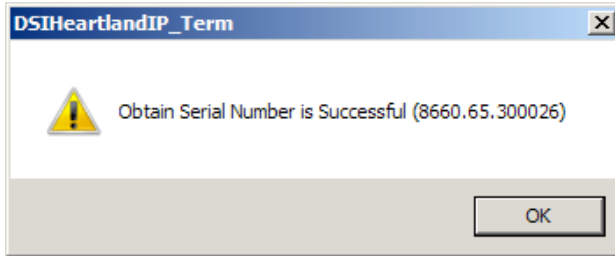 DSIHeartlandIP_Term
Obtain Serial Number is Successful (8660.65.300026)
OK